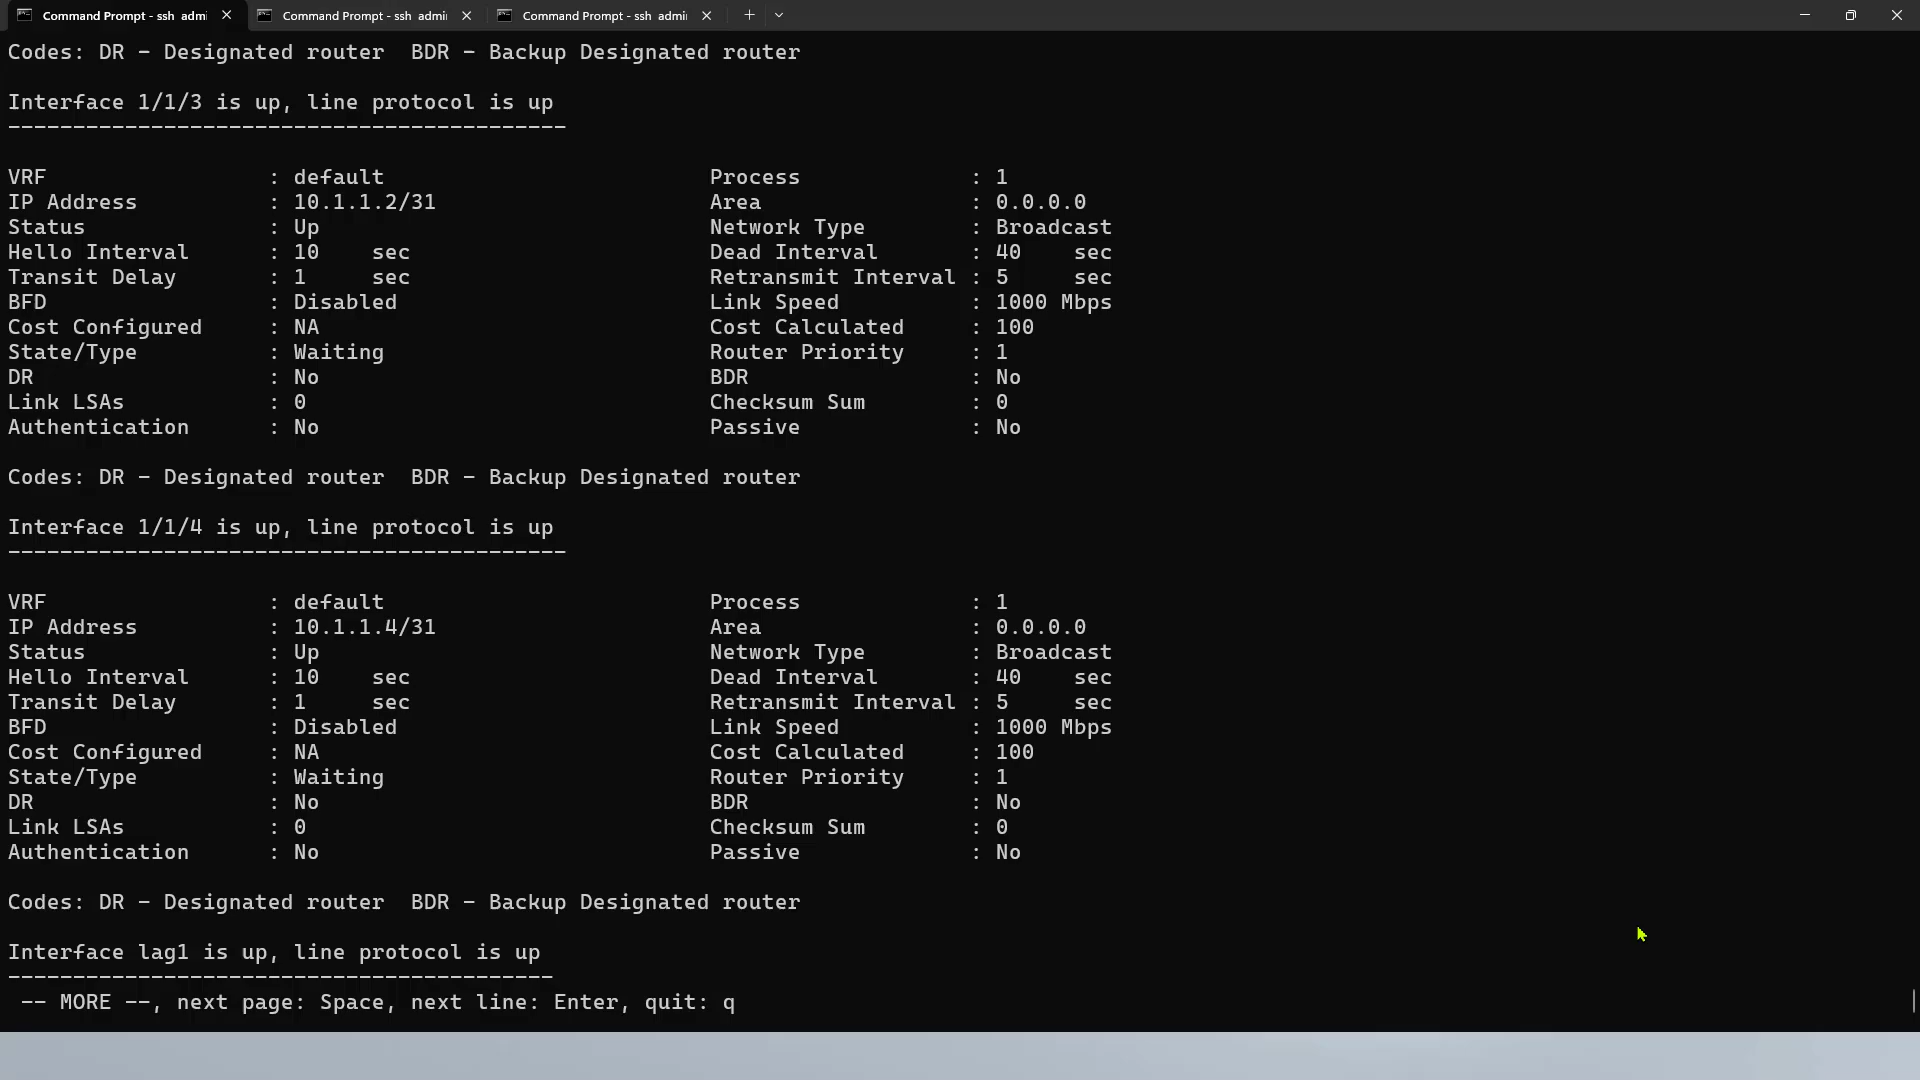 Command Prompt - ssh admi
Command Prompt - ssh admi
Command Prompt - ssh admi
Codes: DR - Designated router  BDR - Backup Designated router
Interface 1/1/3 is up, line protocol is up
-------------------------------------------
VRF : default Process : 1
IP Address : 10.1.1.2/31 Area : 0.0.0.0
Status : Up Network Type : Broadcast
Hello Interval : 10 sec Dead Interval : 40 sec
Transit Delay : 1 sec Retransmit Interval : 5 sec
BFD : Disabled Link Speed : 1000 Mbps
Cost Configured : NA Cost Calculated : 100
State/Type : Waiting Router Priority : 1
DR : No BDR : No
Link LSAs : 0 Checksum Sum : 0
Authentication : No Passive : No
Codes: DR - Designated router  BDR - Backup Designated router
Interface 1/1/4 is up, line protocol is up
-------------------------------------------
VRF : default Process : 1
IP Address : 10.1.1.4/31 Area : 0.0.0.0
Status : Up Network Type : Broadcast
Hello Interval : 10 sec Dead Interval : 40 sec
Transit Delay : 1 sec Retransmit Interval : 5 sec
BFD : Disabled Link Speed : 1000 Mbps
Cost Configured : NA Cost Calculated : 100
State/Type : Waiting Router Priority : 1
DR : No BDR : No
Link LSAs : 0 Checksum Sum : 0
Authentication : No Passive : No
Codes: DR - Designated router  BDR - Backup Designated router
Interface lag1 is up, line protocol is up
------------------------------------------
-- MORE --, next page: Space, next line: Enter, quit: q